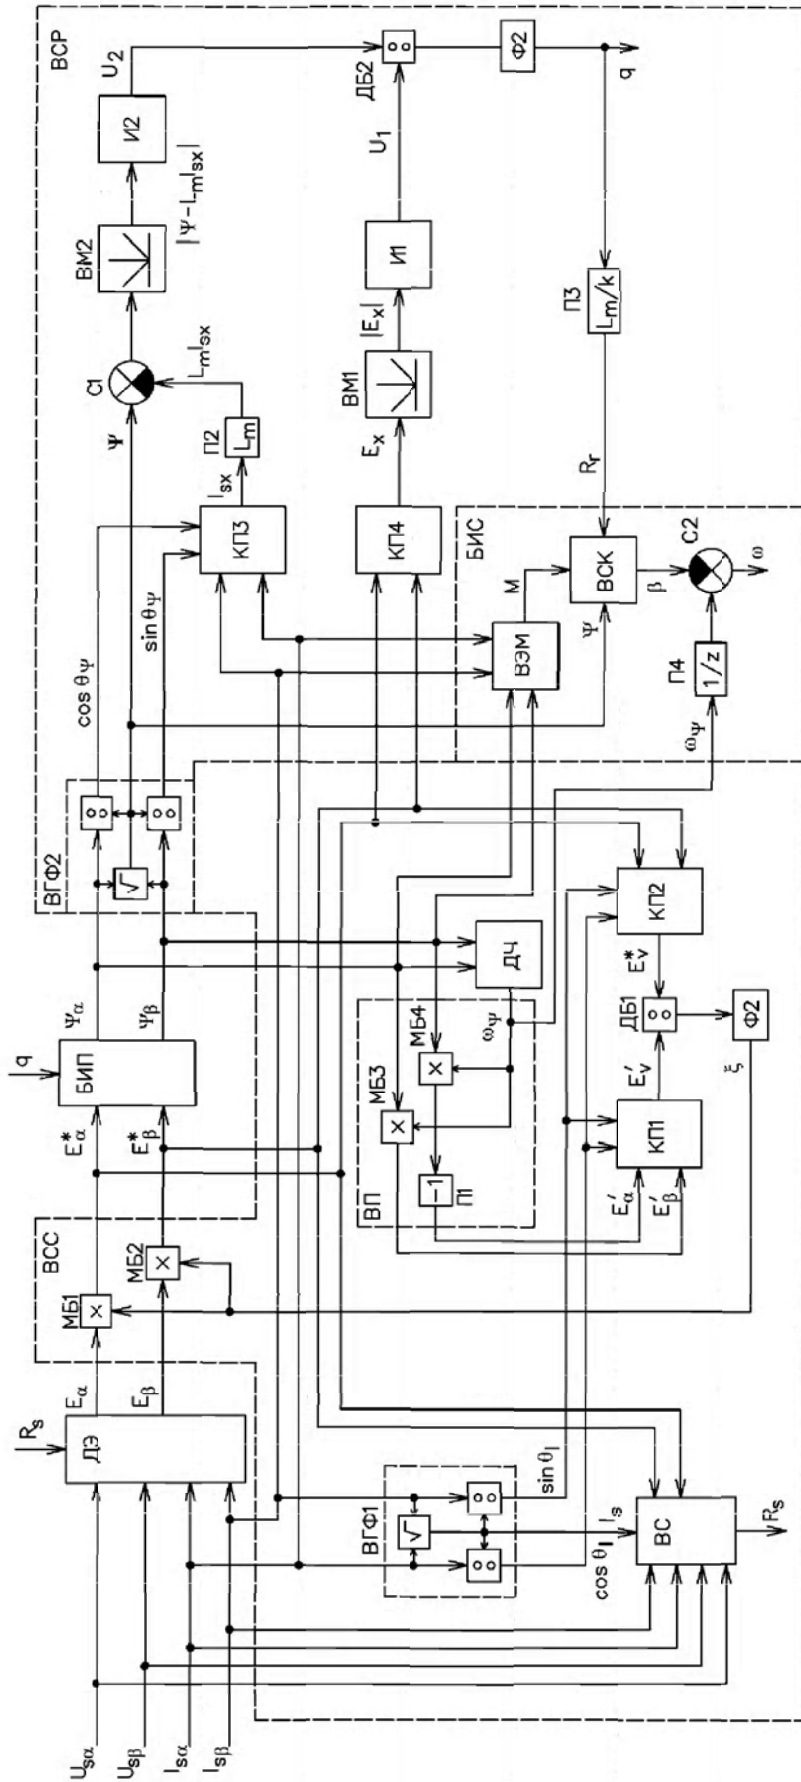 ВСР
U₂
И2
ВМ2
|Ψ-LmIsx|
ДБ2
Ф2
q
U₁
И1
|Ex|
ВМ1
Ex
П3
Lm/k
С1
Ψ
LmIsx
П2
Lm
Isx
КП3
КП4
Rr
БИС
cos θΨ
sin θΨ
М
ВСК
С2
ВЭМ
Ψ
β
ω
П4
1/z
ωΨ
ВГФ2
√
Ψα
Ψβ
q
БИП
E*α
E*β
ДЧ
КП2
E*v
ДБ1
Ф2
ξ
E′v
КП1
E′α
E′β
ВП
МБ3
×
МБ4
×
ωΨ
-1
П1
ВСС
МБ1
×
МБ2
×
Eα
Eβ
Rs
ДЭ
ВГФ1
√
sin θI
cos θI
Is
ВС
Rs
Usα
Usβ
Isα
Isβ